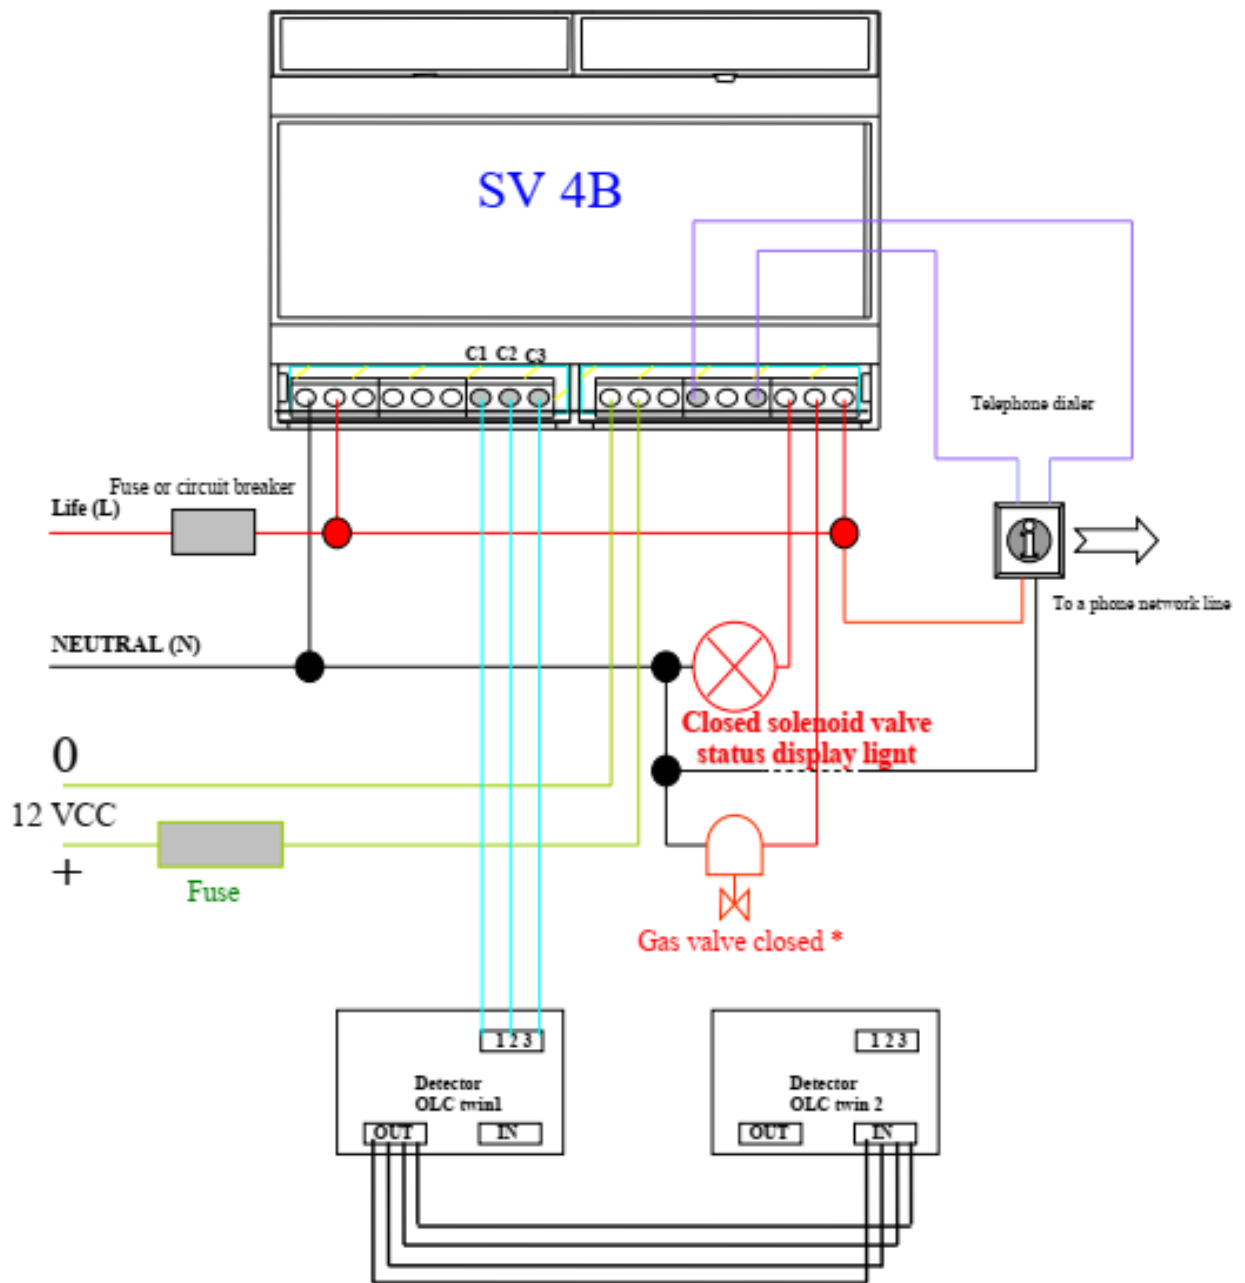 SV 4B
C1 C2 C3
Telephone dialer
Fuse or circuit breaker
Life (L)
To a phone network line
NEUTRAL (N)
Closed solenoid valve
status display lignt
0
12 VCC
+
Fuse
Gas valve closed *
1 2 3
Detector
OLC twin1
OUT
IN
1 2 3
Detector
OLC twin 2
OUT
IN